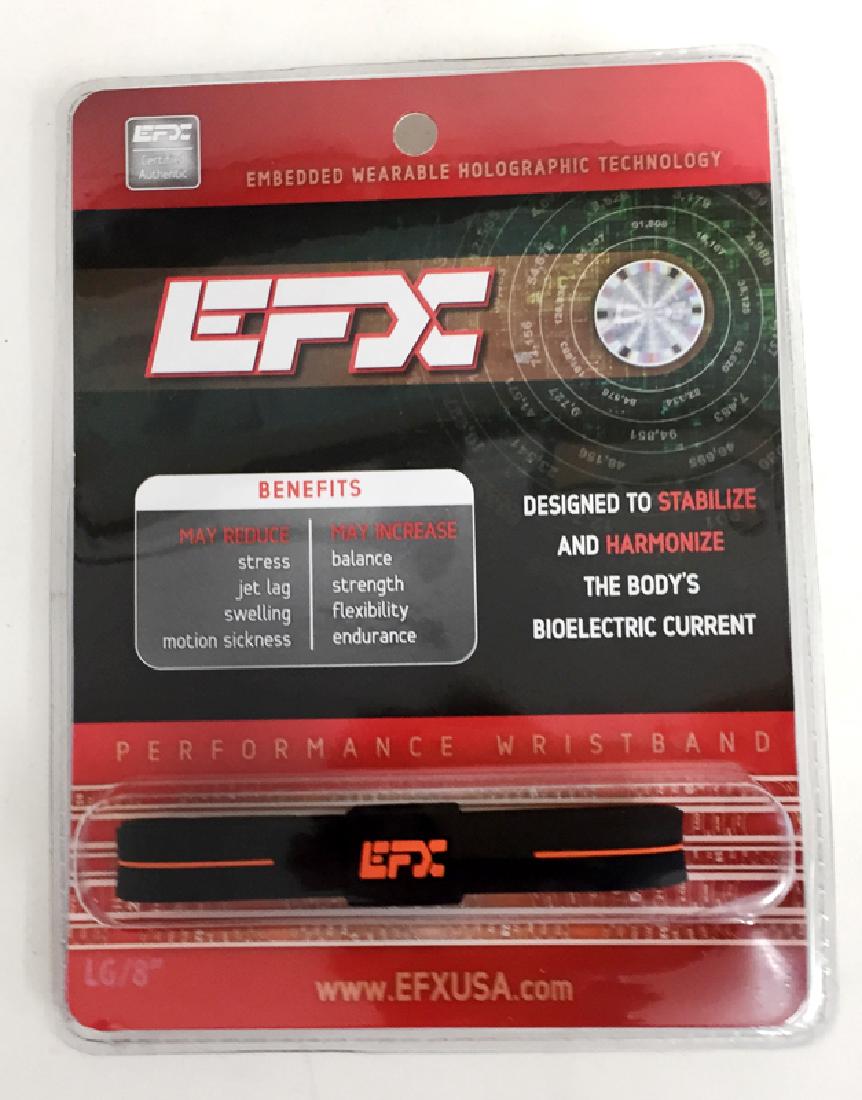 EFX
Certified
Authentic
EMBEDDED WEARABLE HOLOGRAPHIC TECHNOLOGY
EFX
BENEFITS
MAY REDUCE
stress
jet lag
swelling
motion sickness
MAY INCREASE
balance
strength
flexibility
endurance
DESIGNED TO STABILIZE
AND HARMONIZE
THE BODY'S
BIOELECTRIC CURRENT
PERFORMANCE WRISTBAND
EFX
LG/8"
www.EFXUSA.com